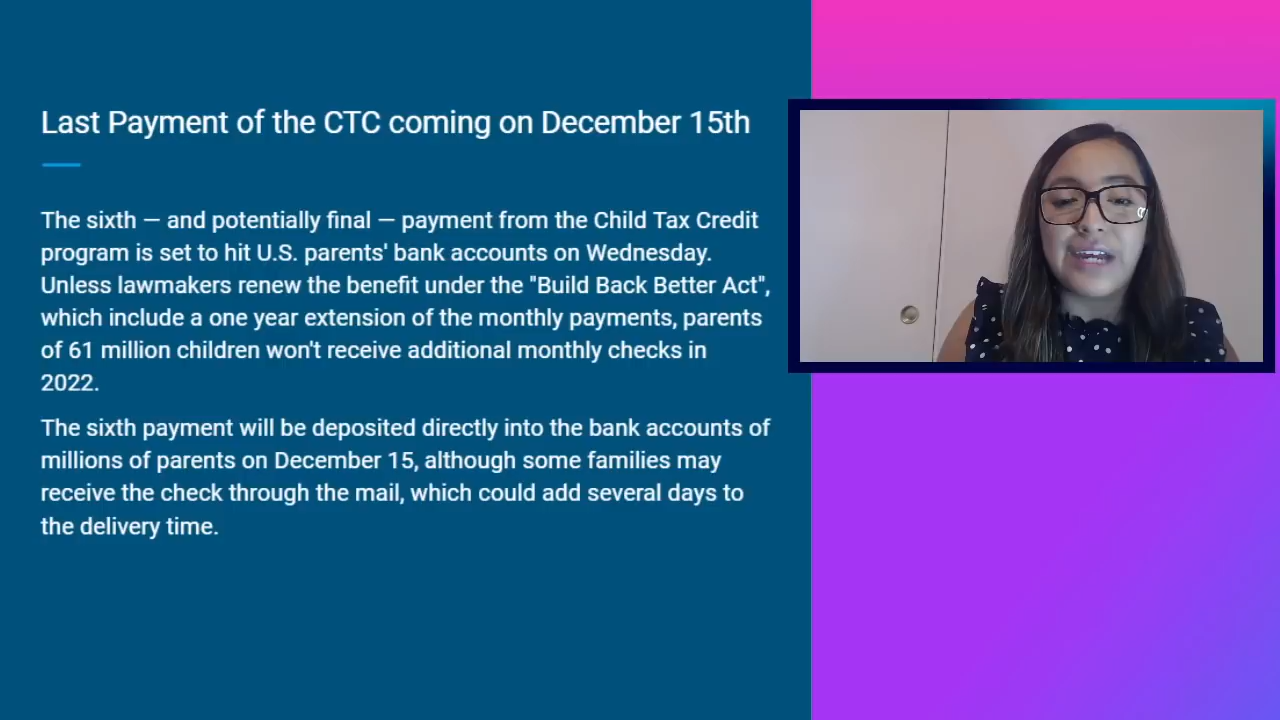 Last Payment of the CTC coming on December 15th
The sixth — and potentially final — payment from the Child Tax Credit
program is set to hit U.S. parents' bank accounts on Wednesday.
Unless lawmakers renew the benefit under the "Build Back Better Act",
which include a one year extension of the monthly payments, parents
of 61 million children won't receive additional monthly checks in
2022.
The sixth payment will be deposited directly into the bank accounts of
millions of parents on December 15, although some families may
receive the check through the mail, which could add several days to
the delivery time.